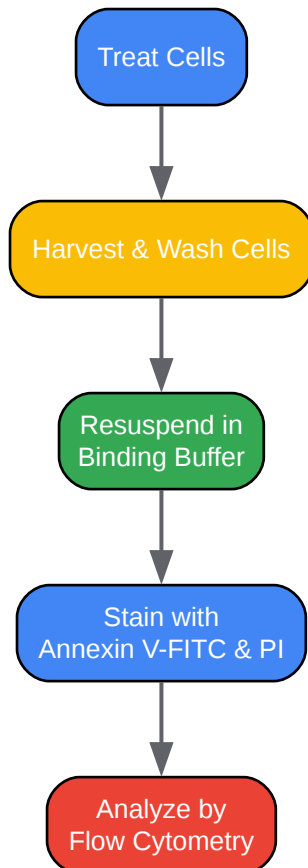 Treat Cells
Harvest & Wash Cells
Resuspend in
Binding Buffer
Stain with
Annexin V-FITC & PI
Analyze by
Flow Cytometry